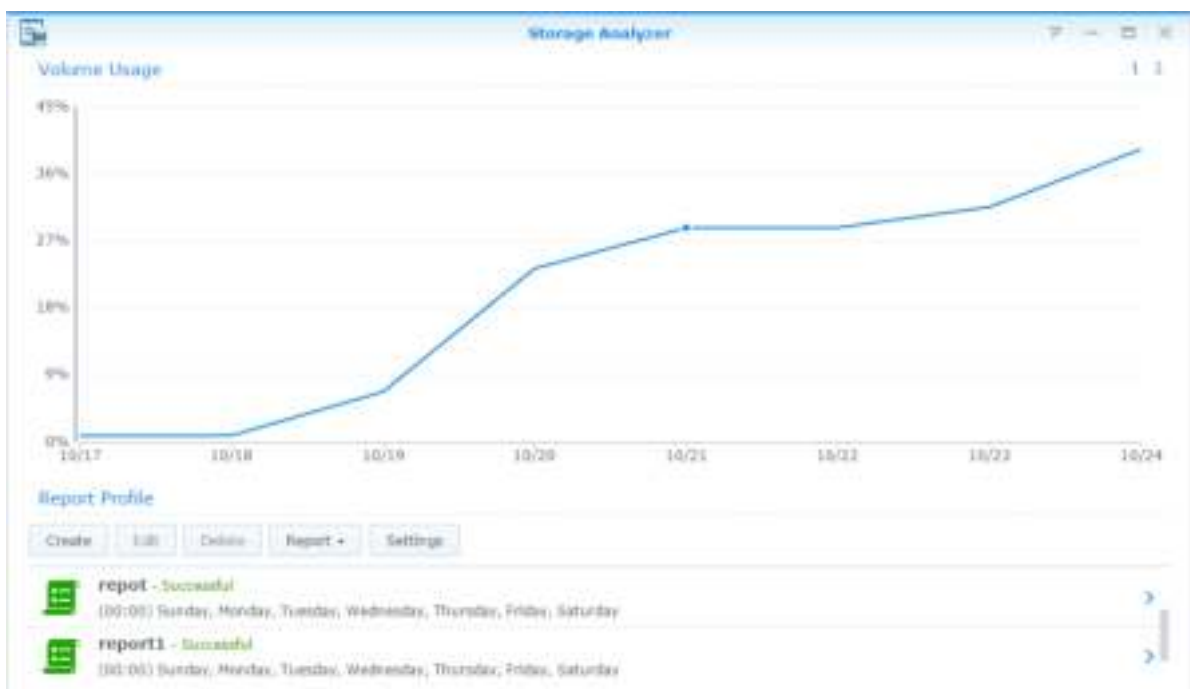 Storage Analyzer
Volume Usage
45%
36%
27%
18%
9%
0%
10/17 10/18 10/19 10/20 10/21 10/22 10/23 10/24
Report Profile
Create Edit Delete Report Settings
repot - Successful
(00:00) Sunday, Monday, Tuesday, Wednesday, Thursday, Friday, Saturday
report1 - Successful
(00:00) Sunday, Monday, Tuesday, Wednesday, Thursday, Friday, Saturday